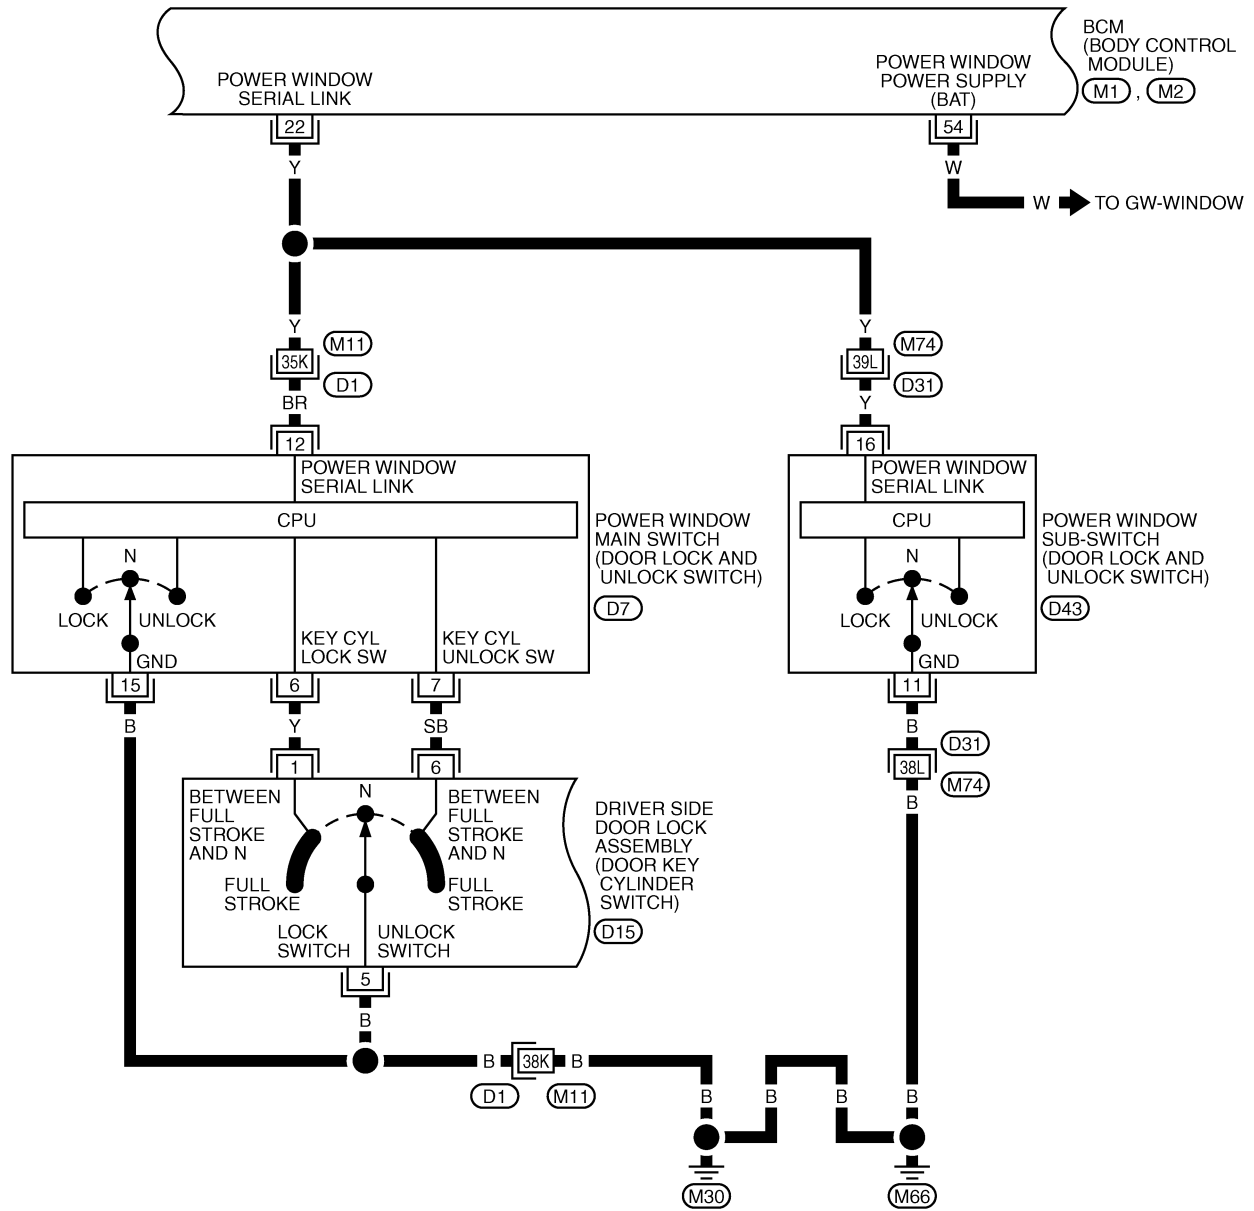 BCM
(BODY CONTROL
MODULE)
M1 , M2
POWER WINDOW
SERIAL LINK
POWER WINDOW
POWER SUPPLY
(BAT)
22
54
Y
W
W
TO GW-WINDOW
Y
Y
M11
35K
D1
M74
39L
D31
BR
Y
12
16
POWER WINDOW
SERIAL LINK
CPU
N
LOCK
UNLOCK
GND
KEY CYL
LOCK SW
KEY CYL
UNLOCK SW
POWER WINDOW
MAIN SWITCH
(DOOR LOCK AND
UNLOCK SWITCH)
D7
POWER WINDOW
SERIAL LINK
CPU
N
LOCK
UNLOCK
GND
POWER WINDOW
SUB-SWITCH
(DOOR LOCK AND
UNLOCK SWITCH)
D43
15
6
7
11
B
Y
SB
B
1
6
D31
38L
M74
B
BETWEEN
FULL
STROKE
AND N
FULL
STROKE
N
BETWEEN
FULL
STROKE
AND N
FULL
STROKE
LOCK
SWITCH
UNLOCK
SWITCH
DRIVER SIDE
DOOR LOCK
ASSEMBLY
(DOOR KEY
CYLINDER
SWITCH)
D15
5
B
B
38K
B
D1
M11
B
B
B
B
M30
M66